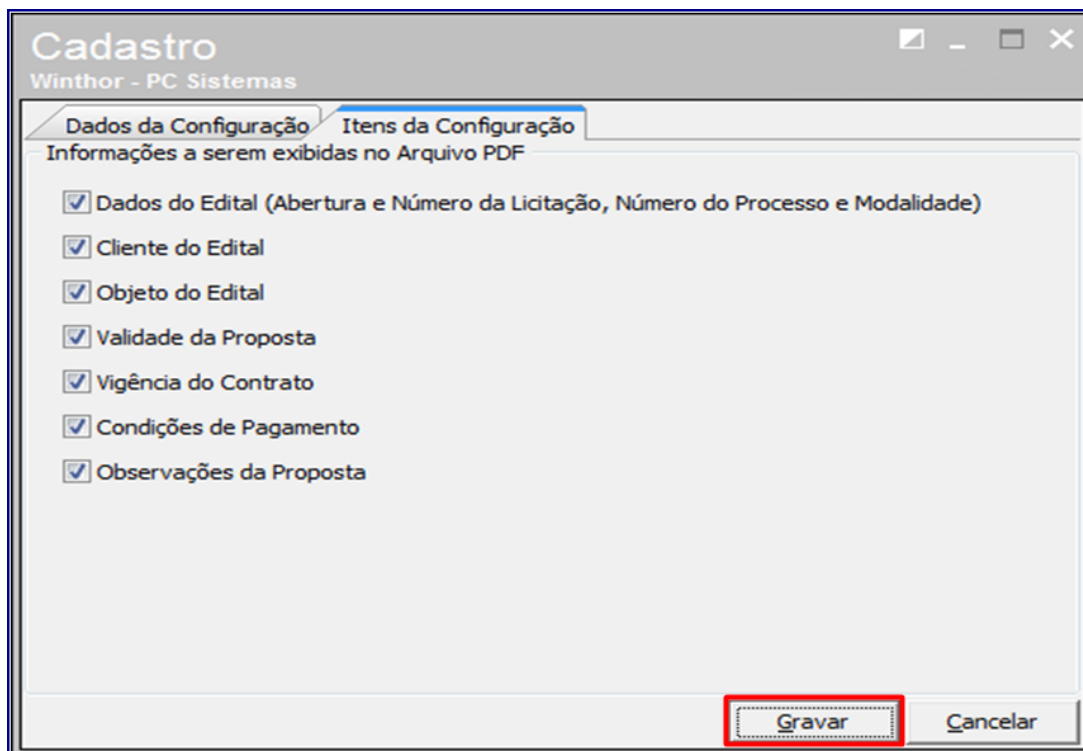 Cadastro
Winthor - PC Sistemas
Dados da Configuração Itens da Configuração
Informações a serem exibidas no Arquivo PDF
Dados do Edital (Abertura e Número da Licitação, Número do Processo e Modalidade)
Cliente do Edital
Objeto do Edital
Validade da Proposta
Vigência do Contrato
Condições de Pagamento
Observações da Proposta
Gravar Cancelar